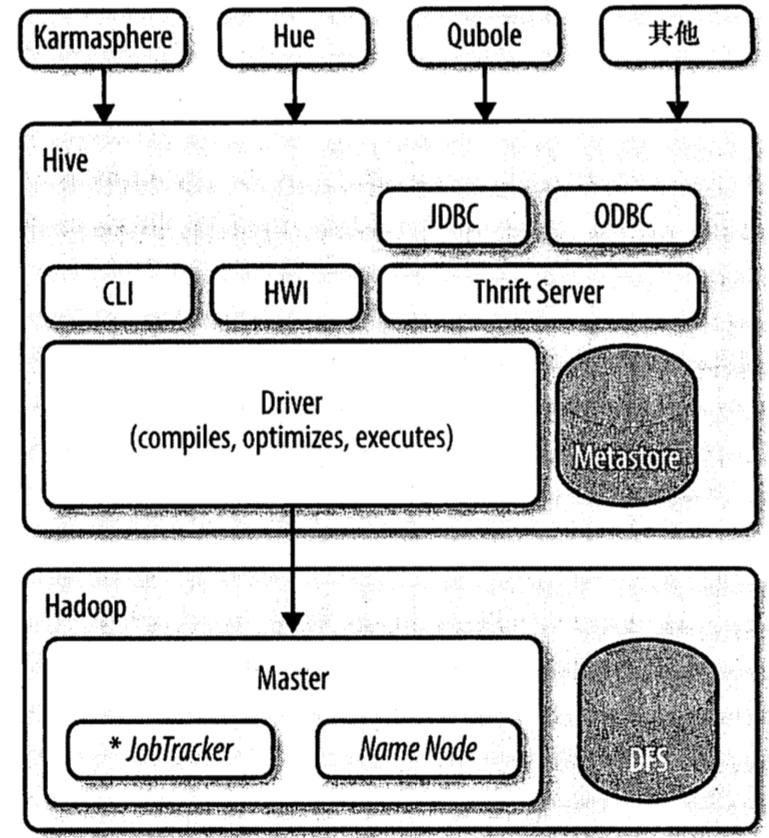 Karmasphere
Hue
Qubole
其他
Hive
JDBC
ODBC
CLI
HWI
Thrift Server
Driver
(compiles, optimizes, executes)
Metastore
Hadoop
Master
* JobTracker
Name Node
DFS